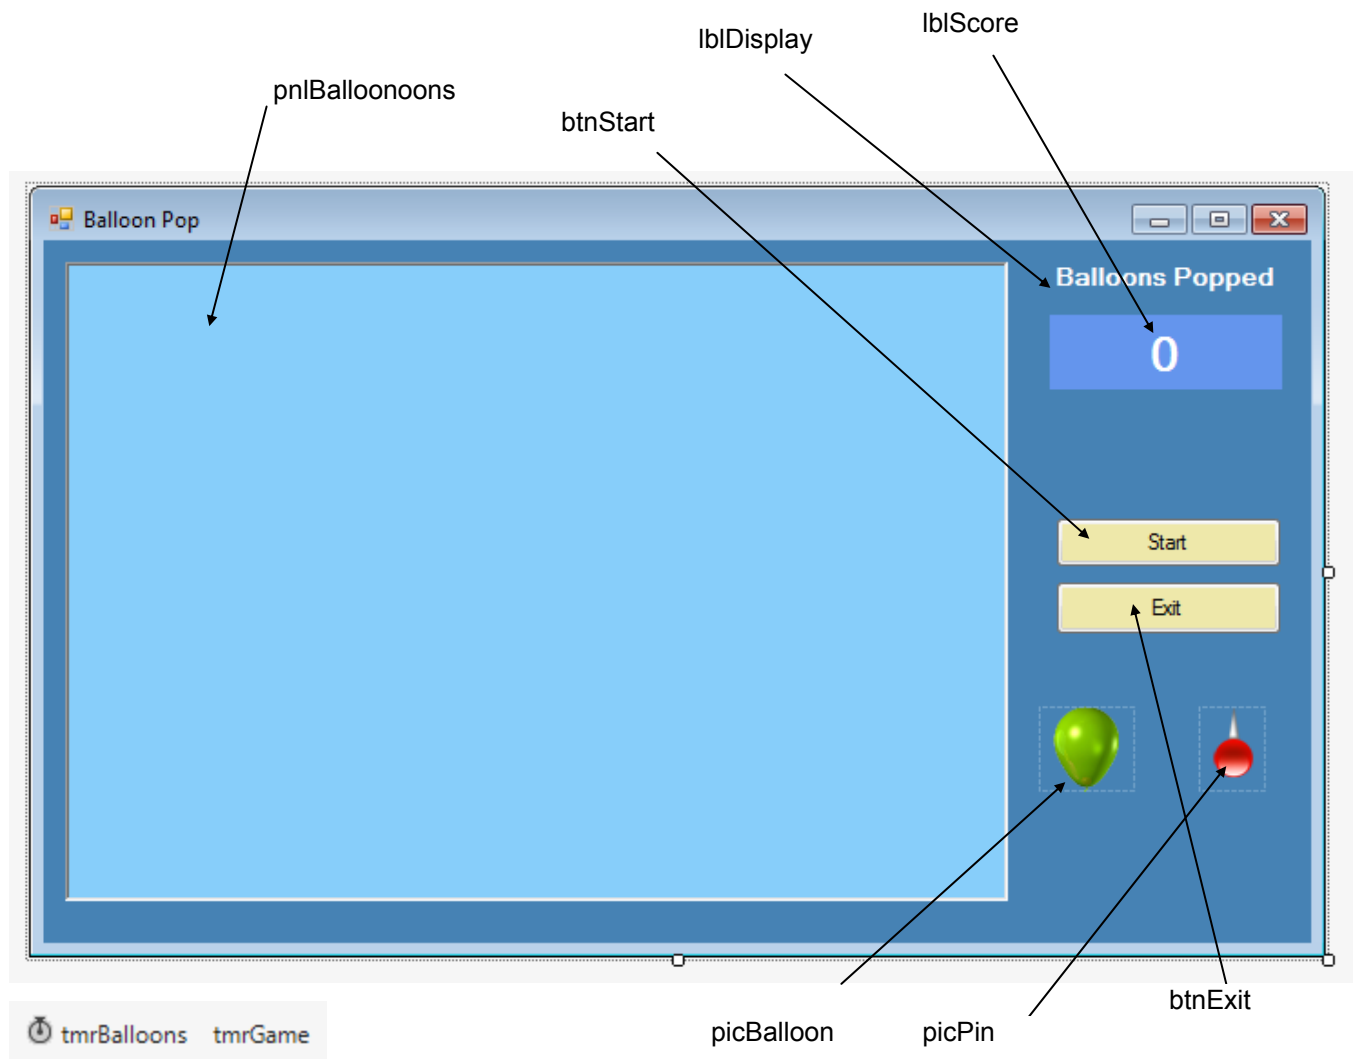 lblDisplay
lblScore
pnlBalloonoons
btnStart
Balloon Pop
Balloons Popped
0
Start
Exit
btnExit
picBalloon
picPin
tmrBalloons
tmrGame